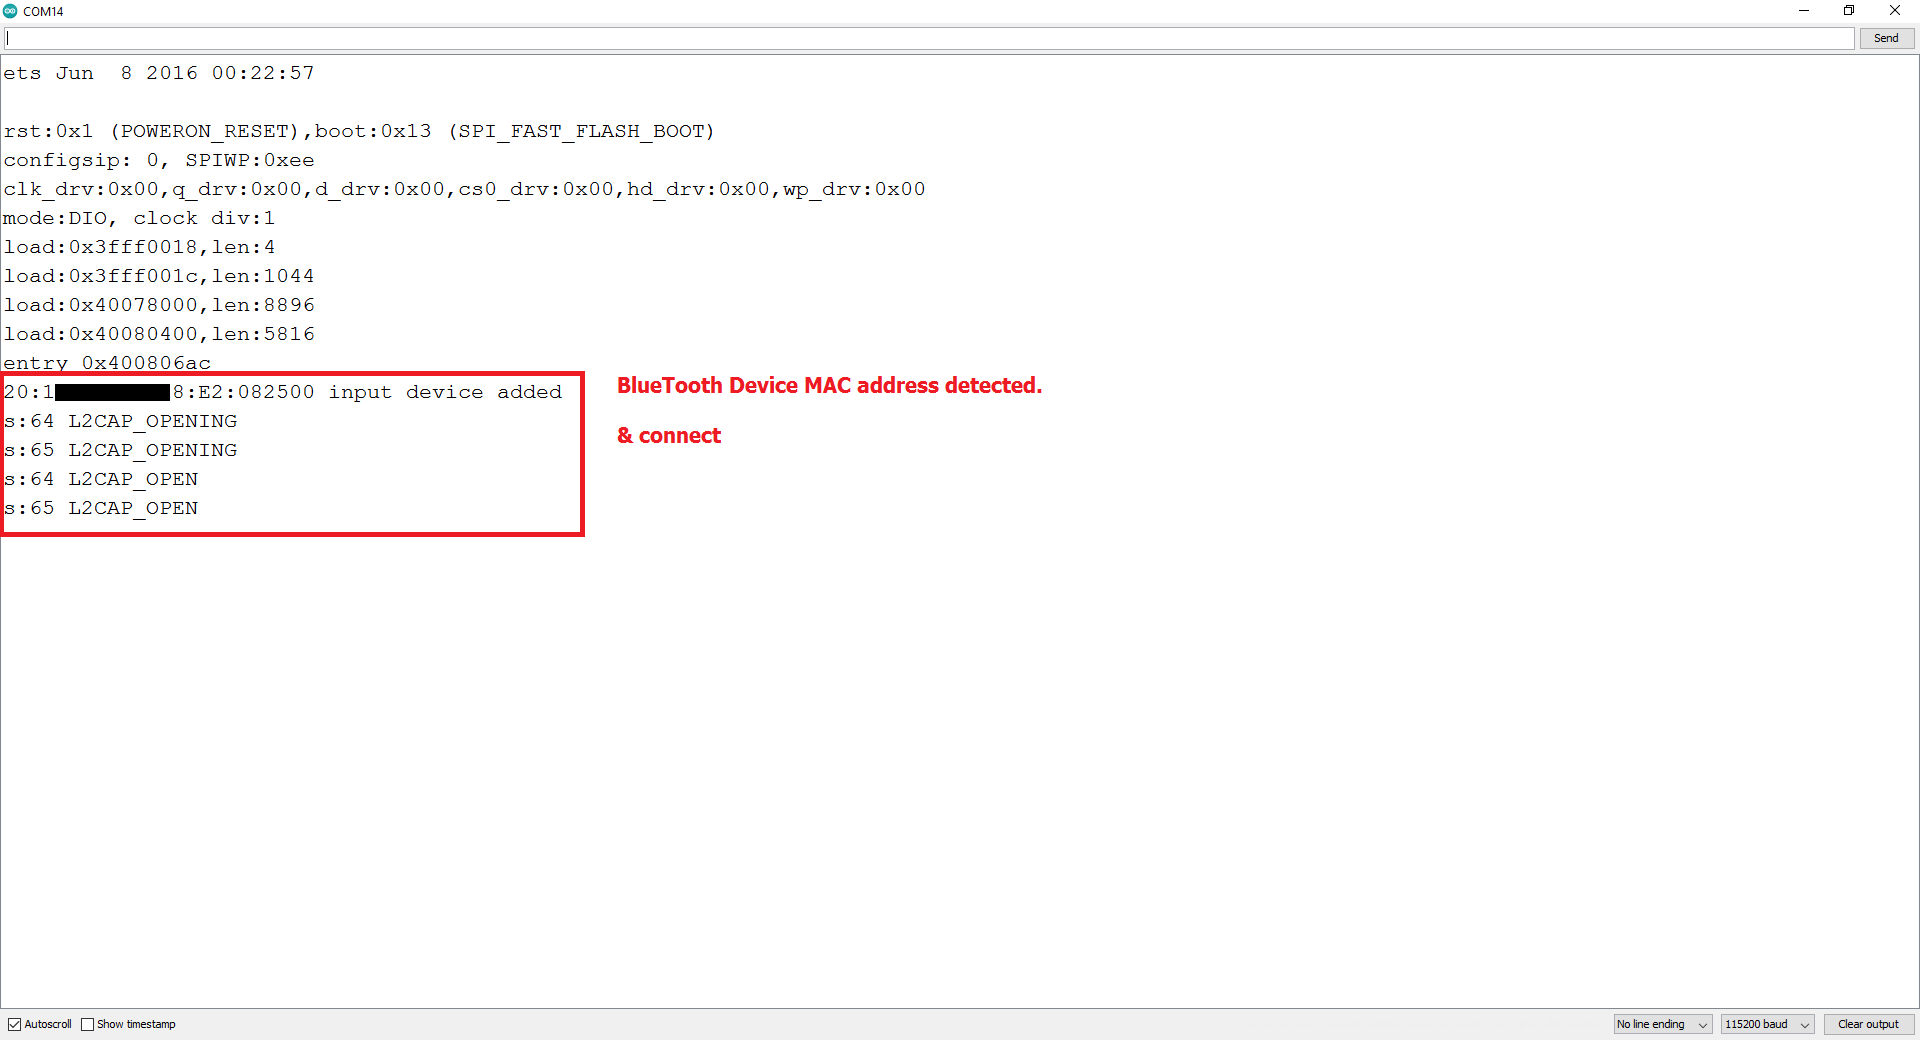 COM14
Send
ets Jun  8 2016 00:22:57
rst:0x1 (POWERON_RESET),boot:0x13 (SPI_FAST_FLASH_BOOT)
configsip: 0, SPIWP:0xee
clk_drv:0x00,q_drv:0x00,d_drv:0x00,cs0_drv:0x00,hd_drv:0x00,wp_drv:0x00
mode:DIO, clock div:1
load:0x3fff0018,len:4
load:0x3fff001c,len:1044
load:0x40078000,len:8896
load:0x40080400,len:5816
entry 0x400806ac
20:1 8:E2:082500 input device added
BlueTooth Device MAC address detected.
s:64 L2CAP_OPENING
& connect
s:65 L2CAP_OPENING
s:64 L2CAP_OPEN
s:65 L2CAP_OPEN
Autoscroll Show timestamp No line ending 115200 baud Clear output